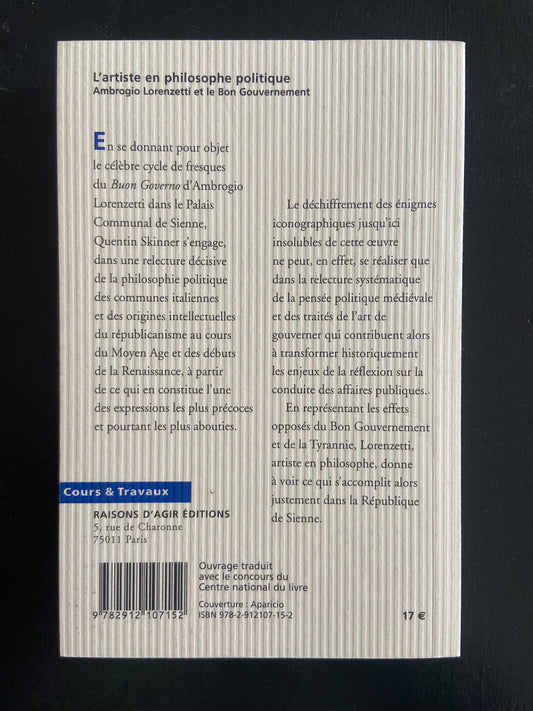 L'artiste en philosophe politique
Ambrogio Lorenzetti et le Bon Gouvernement
En se donnant pour objet
le célèbre cycle de fresques
du Buon Governo d'Ambrogio
Lorenzetti dans le Palais
Communal de Sienne,
Quentin Skinner s'engage,
dans une relecture décisive
de la philosophie politique
des communes italiennes
et des origines intellectuelles
du républicanisme au cours
du Moyen Age et des débuts
de la Renaissance, à partir
de ce qui en constitue l'une
des expressions les plus précoces
et pourtant les plus abouties.
Le déchiffrement des énigmes
iconographiques jusqu'ici
insolubles de cette œuvre
ne peut, en effet, se réaliser que
dans la relecture systématique
de la pensée politique médiévale
et des traités de l'art de
gouverner qui contribuent alors
à transformer historiquement
les enjeux de la réflexion sur la
conduite des affaires publiques.
En représentant les effets
opposés du Bon Gouvernement
et de la Tyrannie, Lorenzetti,
artiste en philosophe, donne
à voir ce qui s'accomplit alors
justement dans la République
de Sienne.
Cours & Travaux
RAISONS D'AGIR ÉDITIONS
5, rue de Charonne
75011 Paris
9 782912 107152
Ouvrage traduit
avec le concours du
Centre national du livre
Couverture : Aparicio
ISBN 978-2-912107-15-2
17 €